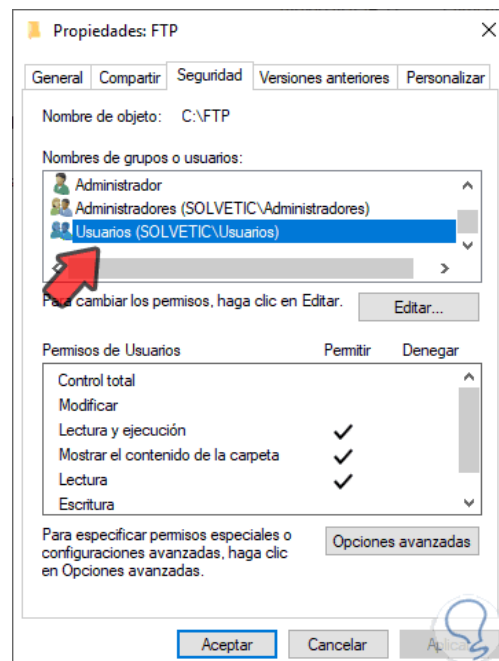 Propiedades: FTP
General Compartir Seguridad Versiones anteriores Personalizar
Nombre de objeto: C:\FTP
Nombres de grupos o usuarios:
Administrador
Administradores (SOLVETIC\Administradores)
Usuarios (SOLVETIC\Usuarios)
Para cambiar los permisos, haga clic en Editar.
Editar...
Permisos de Usuarios Permitir Denegar
Control total
Modificar
Lectura y ejecución
Mostrar el contenido de la carpeta
Lectura
Escritura
Para especificar permisos especiales o
configuraciones avanzadas, haga clic
en Opciones avanzadas.
Opciones avanzadas
Aceptar Cancelar Aplicar